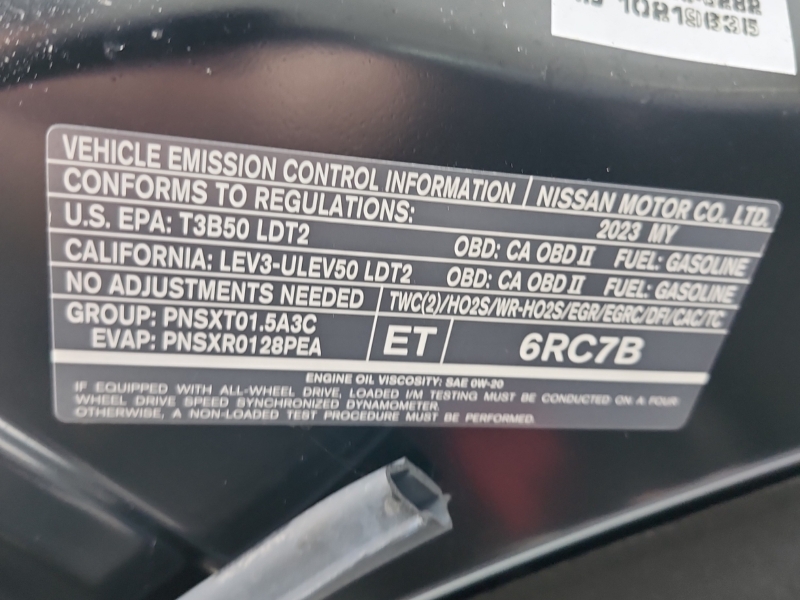 10219635
VEHICLE EMISSION CONTROL INFORMATION NISSAN MOTOR CO., LTD.
CONFORMS TO REGULATIONS: 2023 MY
U.S. EPA: T3B50 LDT2 OBD: CA OBD II FUEL: GASOLINE
CALIFORNIA: LEV3-ULEV50 LDT2 OBD: CA OBD II FUEL: GASOLINE
NO ADJUSTMENTS NEEDED TWC(2)/HO2S/WR-HO2S/EGR/EGRC/DFI/CAC/TC
GROUP: PNSXT01.5A3C
EVAP: PNSXR0128PEA ET 6RC7B
ENGINE OIL VISCOSITY: SAE 0W-20
IF EQUIPPED WITH ALL-WHEEL DRIVE, LOADED I/M TESTING MUST BE CONDUCTED ON A FOUR-
WHEEL DRIVE SPEED SYNCHRONIZED DYNAMOMETER.
OTHERWISE, A NON-LOADED TEST PROCEDURE MUST BE PERFORMED.